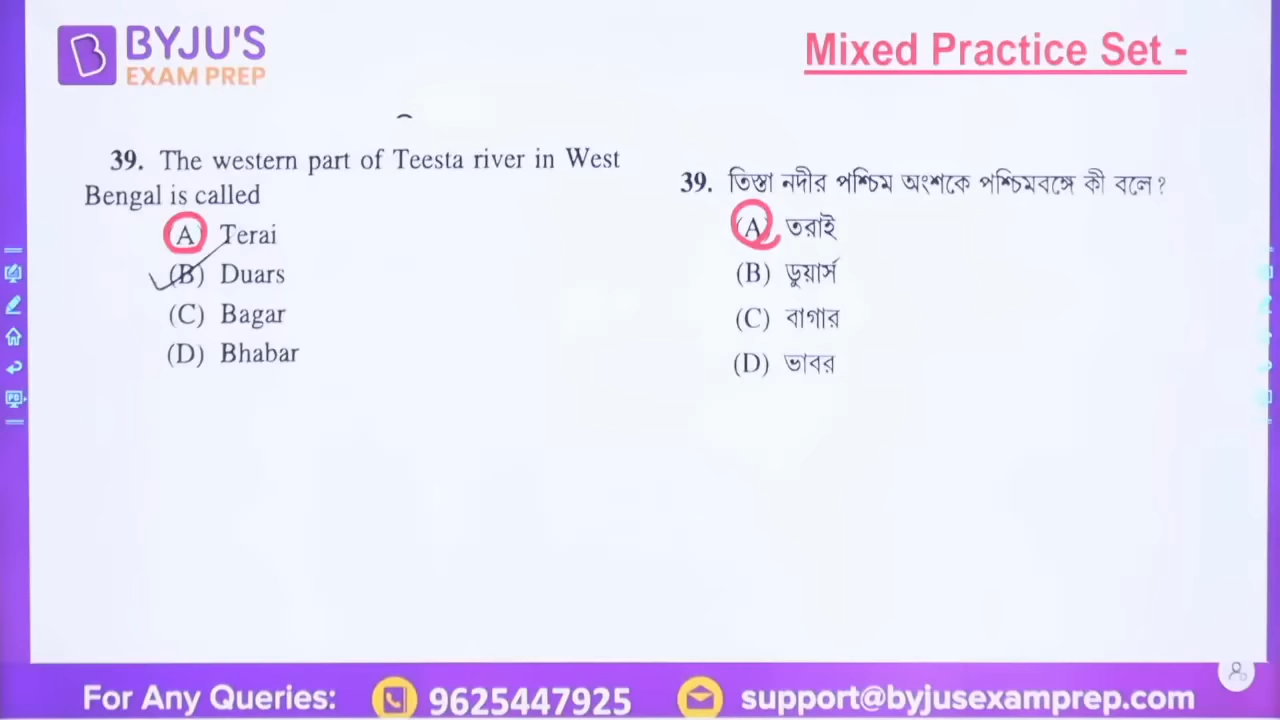 BYJU'S
EXAM PREP
Mixed Practice Set -
39. The western part of Teesta river in West
Bengal is called
(A) Terai
(B) Duars
(C) Bagar
(D) Bhabar
39. তিস্তা নদীর পশ্চিম অংশকে পশ্চিমবঙ্গে কী বলে ?
(A) তরাই
(B) ডুয়ার্স
(C) বাগার
(D) ভাবর
For Any Queries: 9625447925 support@byjusexamprep.com